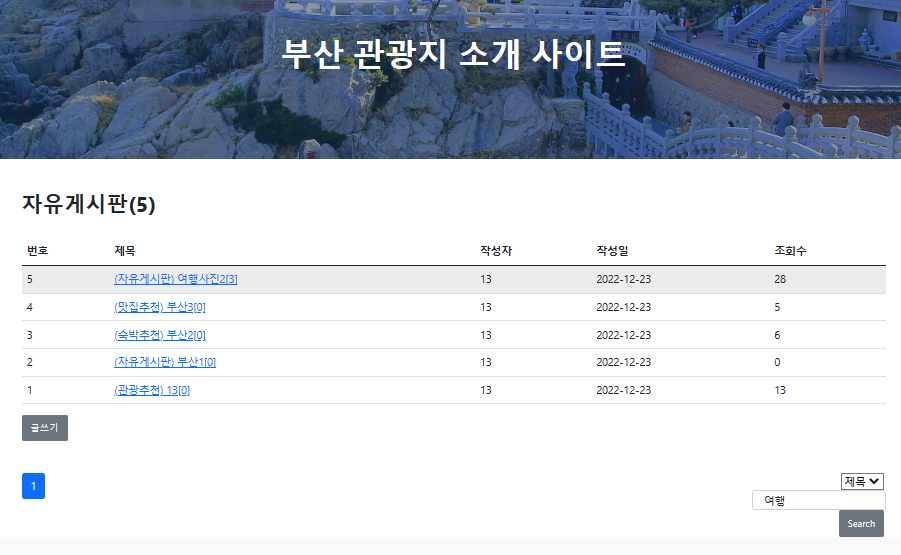 부산 관광지 소개 사이트
자유게시판(5)
번호 제목 작성자 작성일 조회수
5 (자유게시판) 여행사진2[3] 13 2022-12-23 28
4 (맛집추천) 부산3[0] 13 2022-12-23 5
3 (숙박추천) 부산2[0] 13 2022-12-23 6
2 (자유게시판) 부산1[0] 13 2022-12-23 0
1 (관광추천) 13[0] 13 2022-12-23 13
글쓰기
1 제목
여행
Search